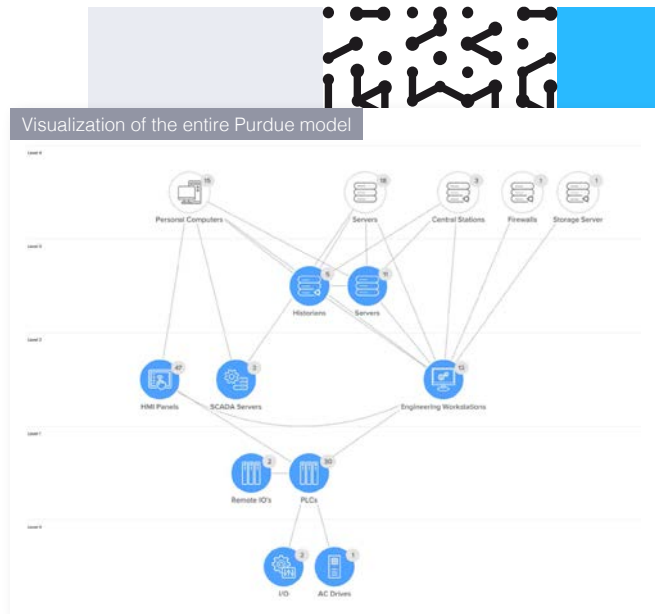 Visualization of the entire Purdue model
Level 4
15
18
3
1
1
Personal Computers
Servers
Central Stations
Firewalls
Storage Server
Level 3
5
11
Historians
Servers
Level 2
47
3
13
HMI Panels
SCADA Servers
Engineering Workstations
Level 1
2
30
Remote IO's
PLCs
Level 0
2
1
I/O
AC Drives